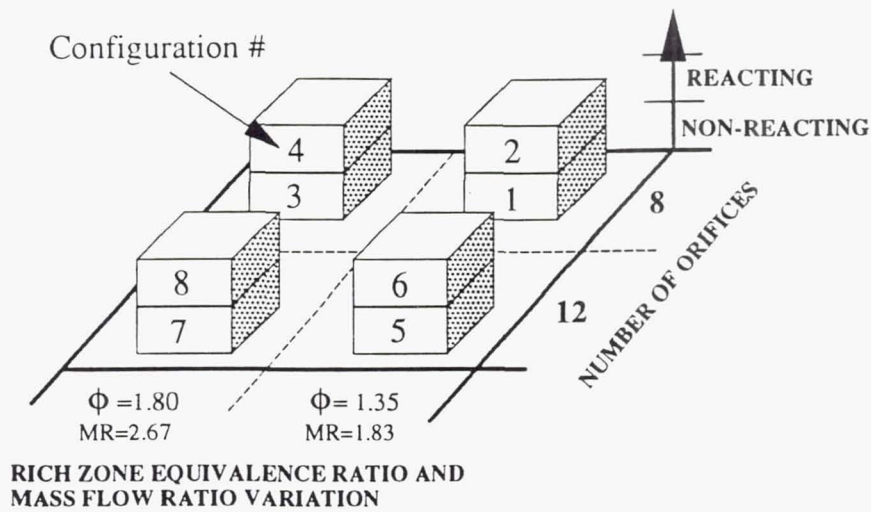 Configuration #
REACTING
NON-REACTING
4
3
2
1
8
NUMBER OF ORIFICES
8
7
6
5
12
Φ =1.80
MR=2.67
Φ= 1.35
MR=1.83
RICH ZONE EQUIVALENCE RATIO AND
MASS FLOW RATIO VARIATION